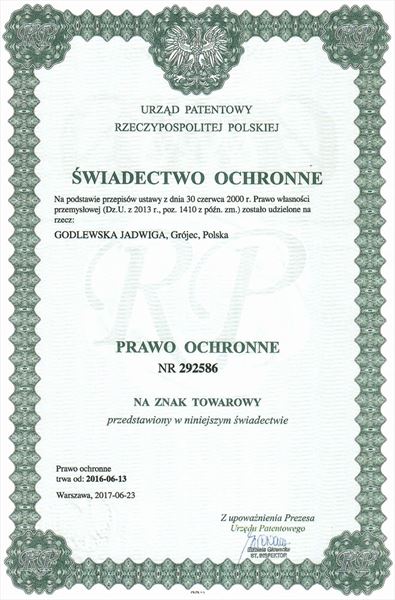 URZĄD PATENTOWY
RZECZYPOSPOLITEJ POLSKIEJ
ŚWIADECTWO OCHRONNE
Na podstawie przepisów ustawy z dnia 30 czerwca 2000 r. Prawo własności
przemysłowej (Dz.U. z 2013 r., poz. 1410 z późn. zm.) zostało udzielone na
rzecz:
GODLEWSKA JADWIGA, Grójec, Polska
RP
PRAWO OCHRONNE
NR 292586
NA ZNAK TOWAROWY
przedstawiony w niniejszym świadectwie
Prawo ochronne
trwa od: 2016-06-13
Warszawa, 2017-06-23
Z upoważnienia Prezesa
Urzędu Patentowego
ST. INSPEKTOR